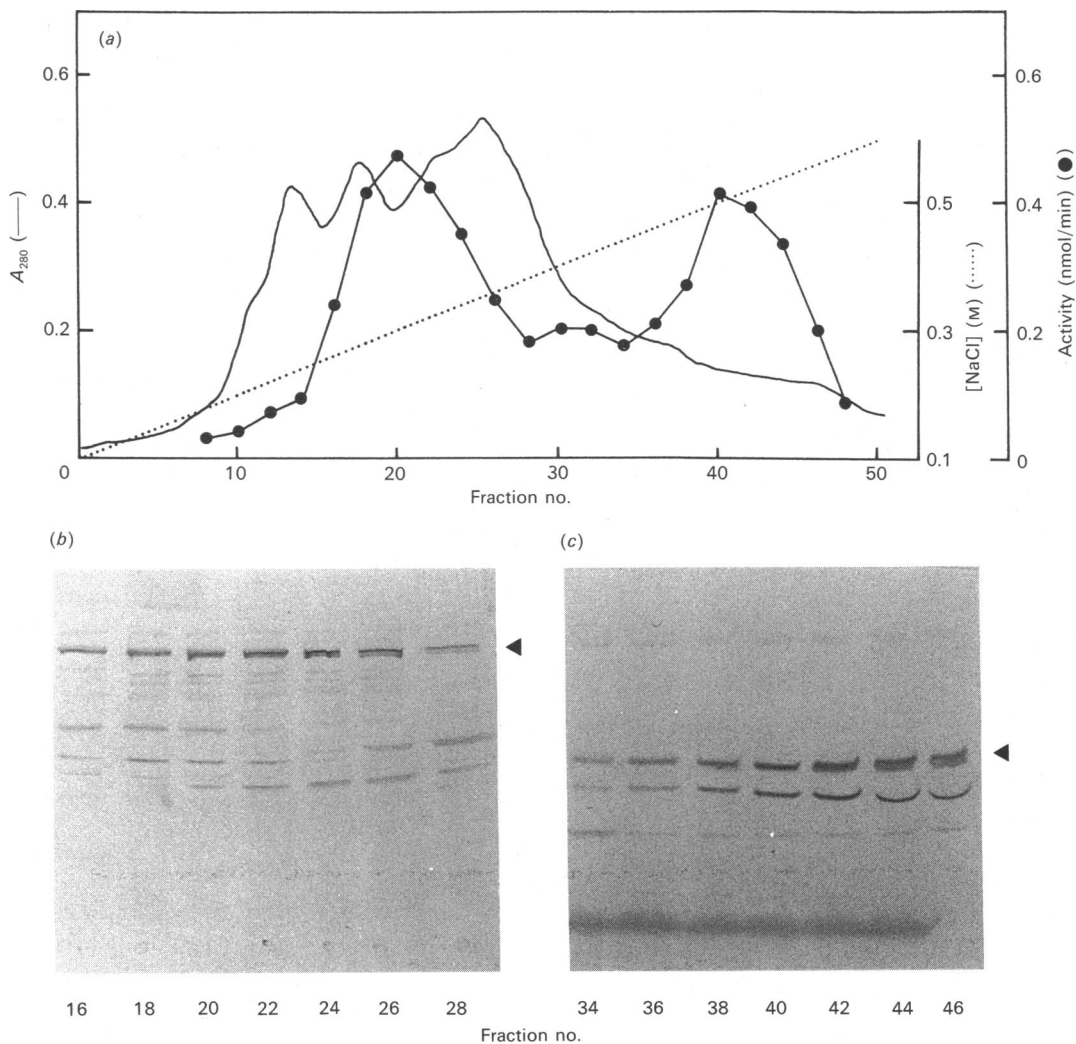 (a)
0.6
0.4
0.2
0
A280 (——)
0 10 20 30 40 50
Fraction no.
0.5
0.3
0.1
[NaCl] (M) (······)
0.6
0.4
0.2
0
Activity (nmol/min) (●)
(b)
(c)
16 18 20 22 24 26 28
34 36 38 40 42 44 46
Fraction no.